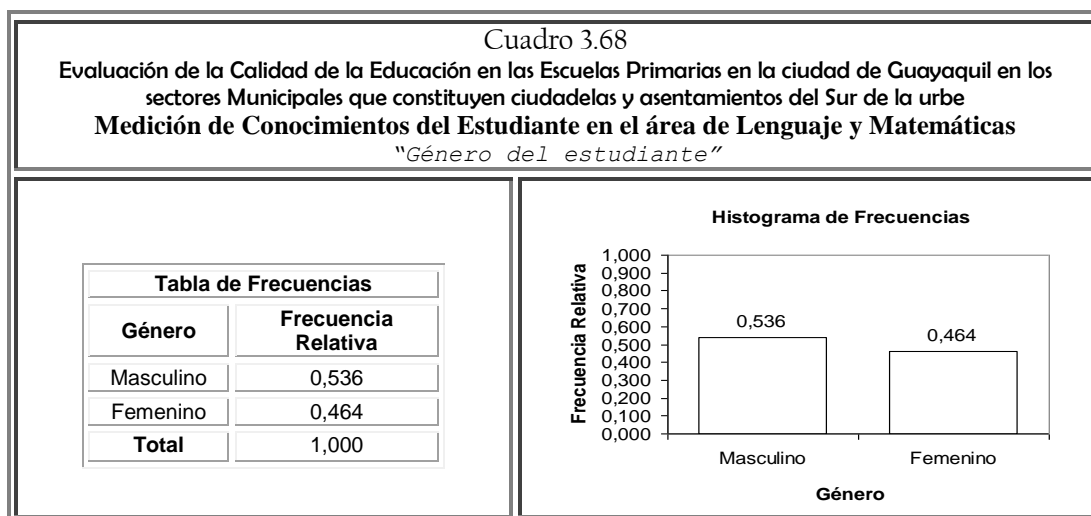 Cuadro 3.68
Evaluación de la Calidad de la Educación en las Escuelas Primarias en la ciudad de Guayaquil en los
sectores Municipales que constituyen ciudadelas y asentamientos del Sur de la urbe
Medición de Conocimientos del Estudiante en el área de Lenguaje y Matemáticas
"Género del estudiante"
Tabla de Frecuencias
Género Frecuencia
Relativa
Masculino 0,536
Femenino 0,464
Total 1,000
Histograma de Frecuencias
Frecuencia Relativa
1,000
0,900
0,800
0,700
0,600
0,500
0,400
0,300
0,200
0,100
0,000
0,536
0,464
Masculino Femenino
Género